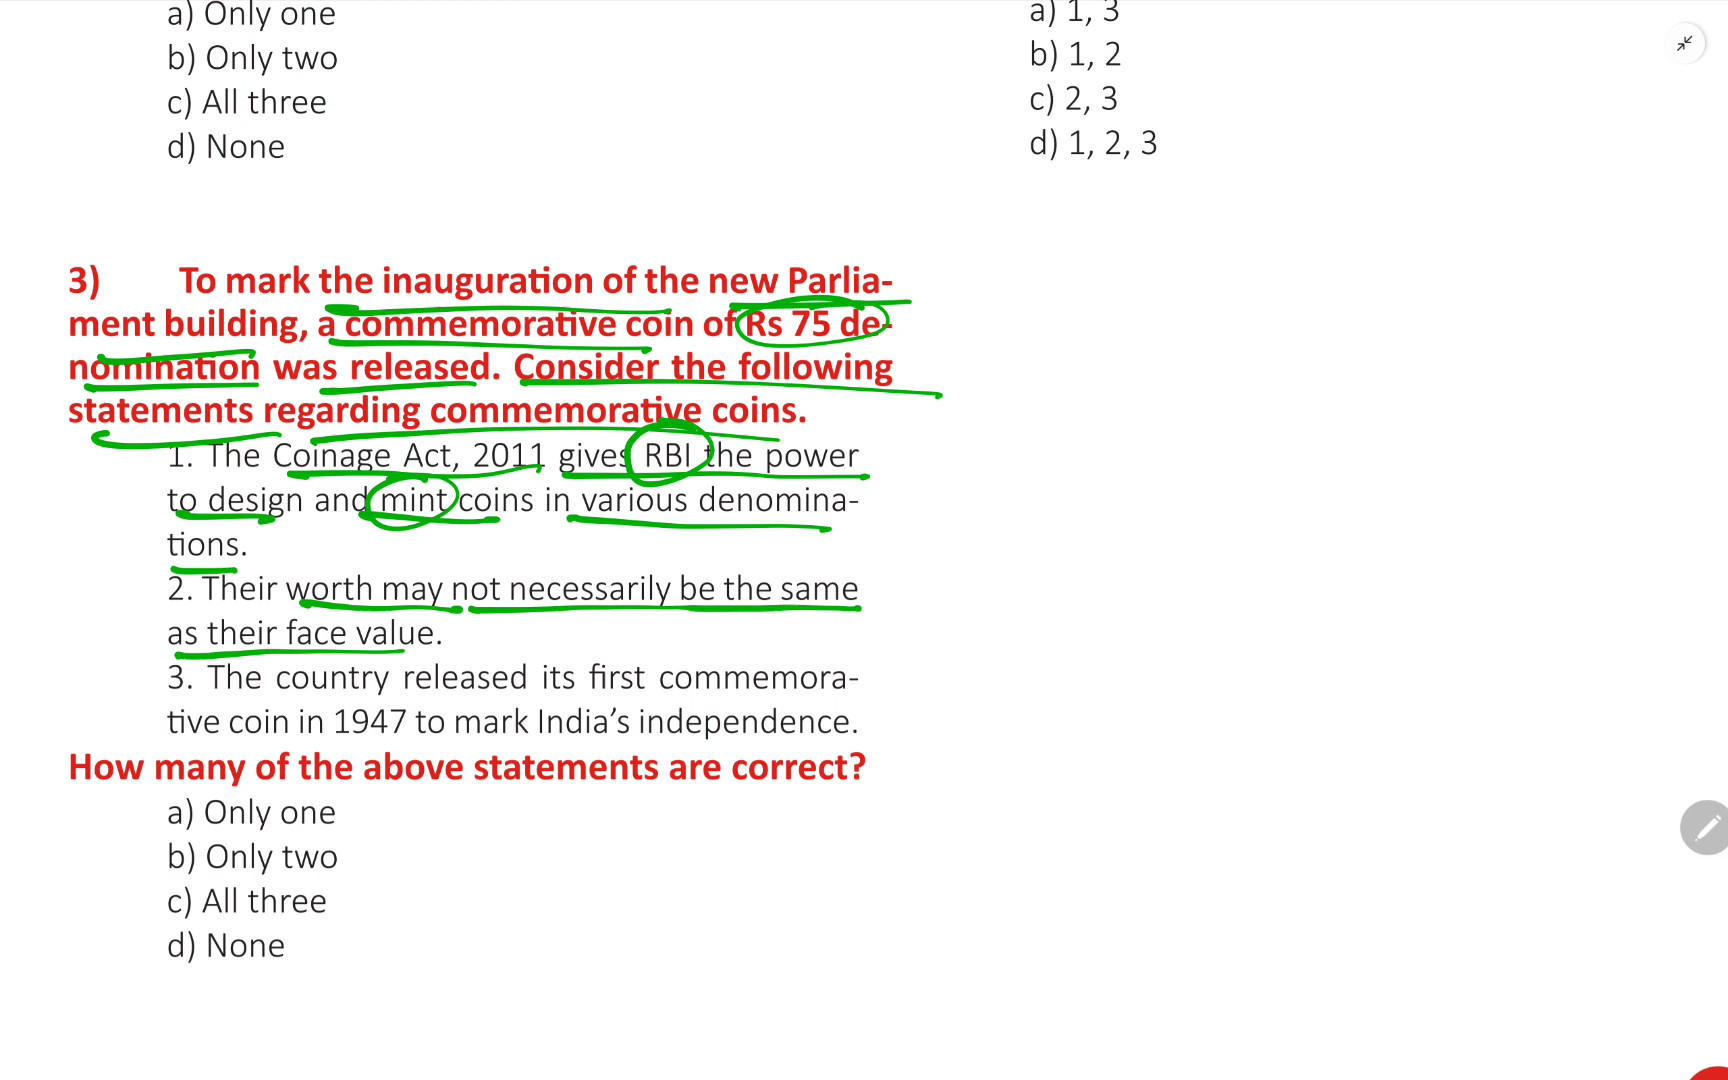 a) Only one
b) Only two
c) All three
d) None
a) 1, 3
b) 1, 2
c) 2, 3
d) 1, 2, 3
3) To mark the inauguration of the new Parlia-
ment building, a commemorative coin of Rs 75 de-
nomination was released. Consider the following
statements regarding commemorative coins.
1. The Coinage Act, 2011 gives RBI the power
to design and mint coins in various denomina-
tions.
2. Their worth may not necessarily be the same
as their face value.
3. The country released its first commemora-
tive coin in 1947 to mark India’s independence.
How many of the above statements are correct?
a) Only one
b) Only two
c) All three
d) None